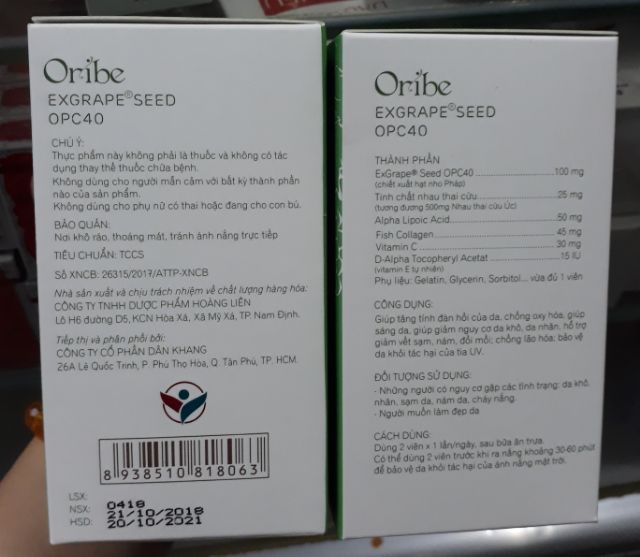 Oribe
EXGRAPE®SEED
OPC40
CHÚ Ý:
Thực phẩm này không phải là thuốc và không có tác
dụng thay thế thuốc chữa bệnh.
Không dùng cho người mẫn cảm với bất kỳ thành phần
nào của sản phẩm.
Không dùng cho phụ nữ có thai hoặc đang cho con bú.
BẢO QUẢN:
Nơi khô ráo, thoáng mát, tránh ánh nắng trực tiếp
TIÊU CHUẨN: TCCS
Số XNCB: 26315/2017/ATTP-XNCB
Nhà sản xuất và chịu trách nhiệm về chất lượng hàng hóa:
CÔNG TY TNHH DƯỢC PHẨM HOÀNG LIÊN
Lô H6 đường D5, KCN Hòa Xá, Xã Mỹ Xá, TP. Nam Định.
Tiếp thị và phân phối bởi:
CÔNG TY CỔ PHẦN DÂN KHANG
26A Lê Quốc Trinh, P. Phú Thọ Hòa, Q. Tân Phú, TP. HCM.
8 938510 818063
LSX: 0418
NSX: 21/10/2018
HSD: 20/10/2021
Oribe
EXGRAPE®SEED
OPC40
THÀNH PHẦN
ExGrape® Seed OPC40 ........ 100 mg
(chiết xuất hạt nho Pháp)
Tinh chất nhau thai cừu ........ 25 mg
(tương đương 500mg Nhau thai cừu Úc)
Alpha Lipoic Acid ........ 50 mg
Fish Collagen ........ 45 mg
Vitamin C ........ 30 mg
D-Alpha Tocopheryl Acetat ........ 15 IU
(vitamin E tự nhiên)
Phụ liệu: Gelatin, Glycerin, Sorbitol... vừa đủ 1 viên
CÔNG DỤNG:
Giúp tăng tính đàn hồi của da, chống oxy hóa, giúp
sáng da, giúp giảm nguy cơ da khô, da nhăn, hỗ trợ
giảm vết sạm, nám, đồi mồi; chống lão hóa; bảo vệ
da khỏi tác hại của tia UV.
ĐỐI TƯỢNG SỬ DỤNG:
- Những người có nguy cơ gặp các tình trạng: da khô,
nhăn, sạm da, nám da, cháy nắng.
- Người muốn làm đẹp da
CÁCH DÙNG:
Dùng 2 viên x 1 lần/ngày, sau bữa ăn trưa.
Có thể dùng 2 viên trước khi ra nắng khoảng 30-60 phút
để bảo vệ da khỏi tác hại của ánh nắng mặt trời.